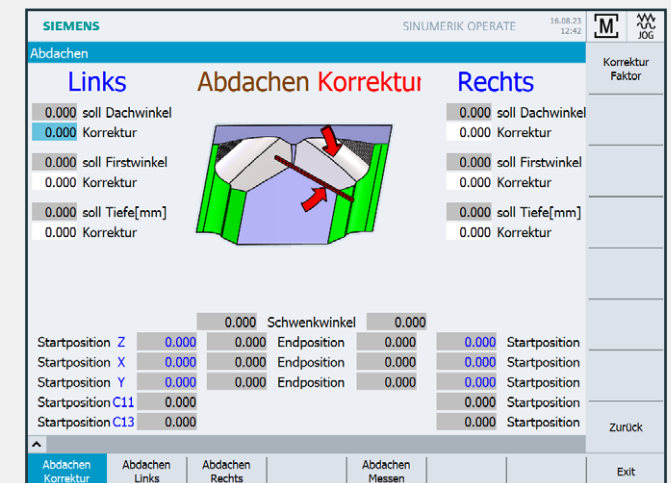 SIEMENS
SINUMERIK OPERATE
16.08.23
12:42
M
JOG
Abdachen
Korrektur
Faktor
Links
Abdachen Korrektur
Rechts
0.000 soll Dachwinkel
0.000 soll Dachwinkel
0.000 Korrektur
0.000 Korrektur
0.000 soll Firstwinkel
0.000 soll Firstwinkel
0.000 Korrektur
0.000 Korrektur
0.000 soll Tiefe[mm]
0.000 soll Tiefe[mm]
0.000 Korrektur
0.000 Korrektur
0.000 Schwenkwinkel 0.000
Startposition Z 0.000 0.000 Endposition 0.000 0.000 Startposition
Startposition X 0.000 0.000 Endposition 0.000 0.000 Startposition
Startposition Y 0.000 0.000 Endposition 0.000 0.000 Startposition
Startposition C11 0.000 0.000 Startposition
Startposition C13 0.000 0.000 Startposition
Zurück
Abdachen
Korrektur
Abdachen
Links
Abdachen
Rechts
Abdachen
Messen
Exit